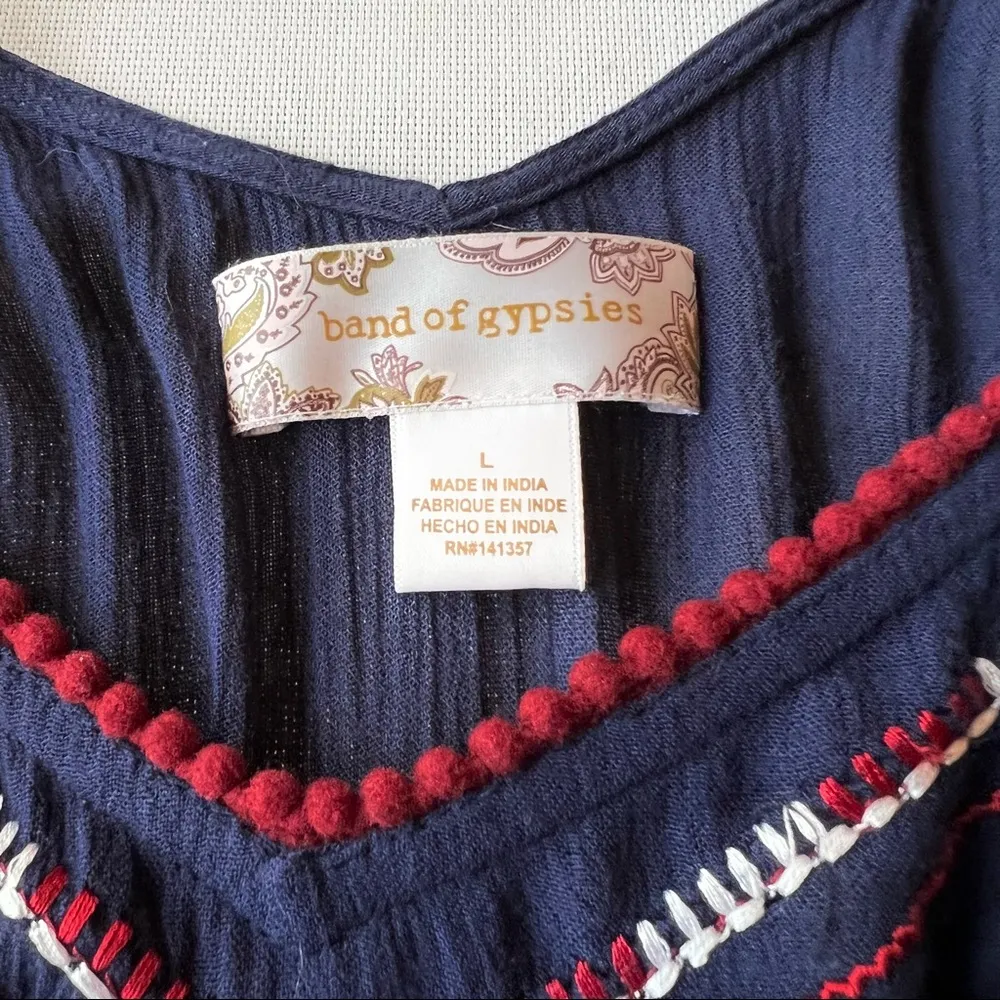 band of gypsies
L
MADE IN INDIA
FABRIQUE EN INDE
HECHO EN INDIA
RN#141357